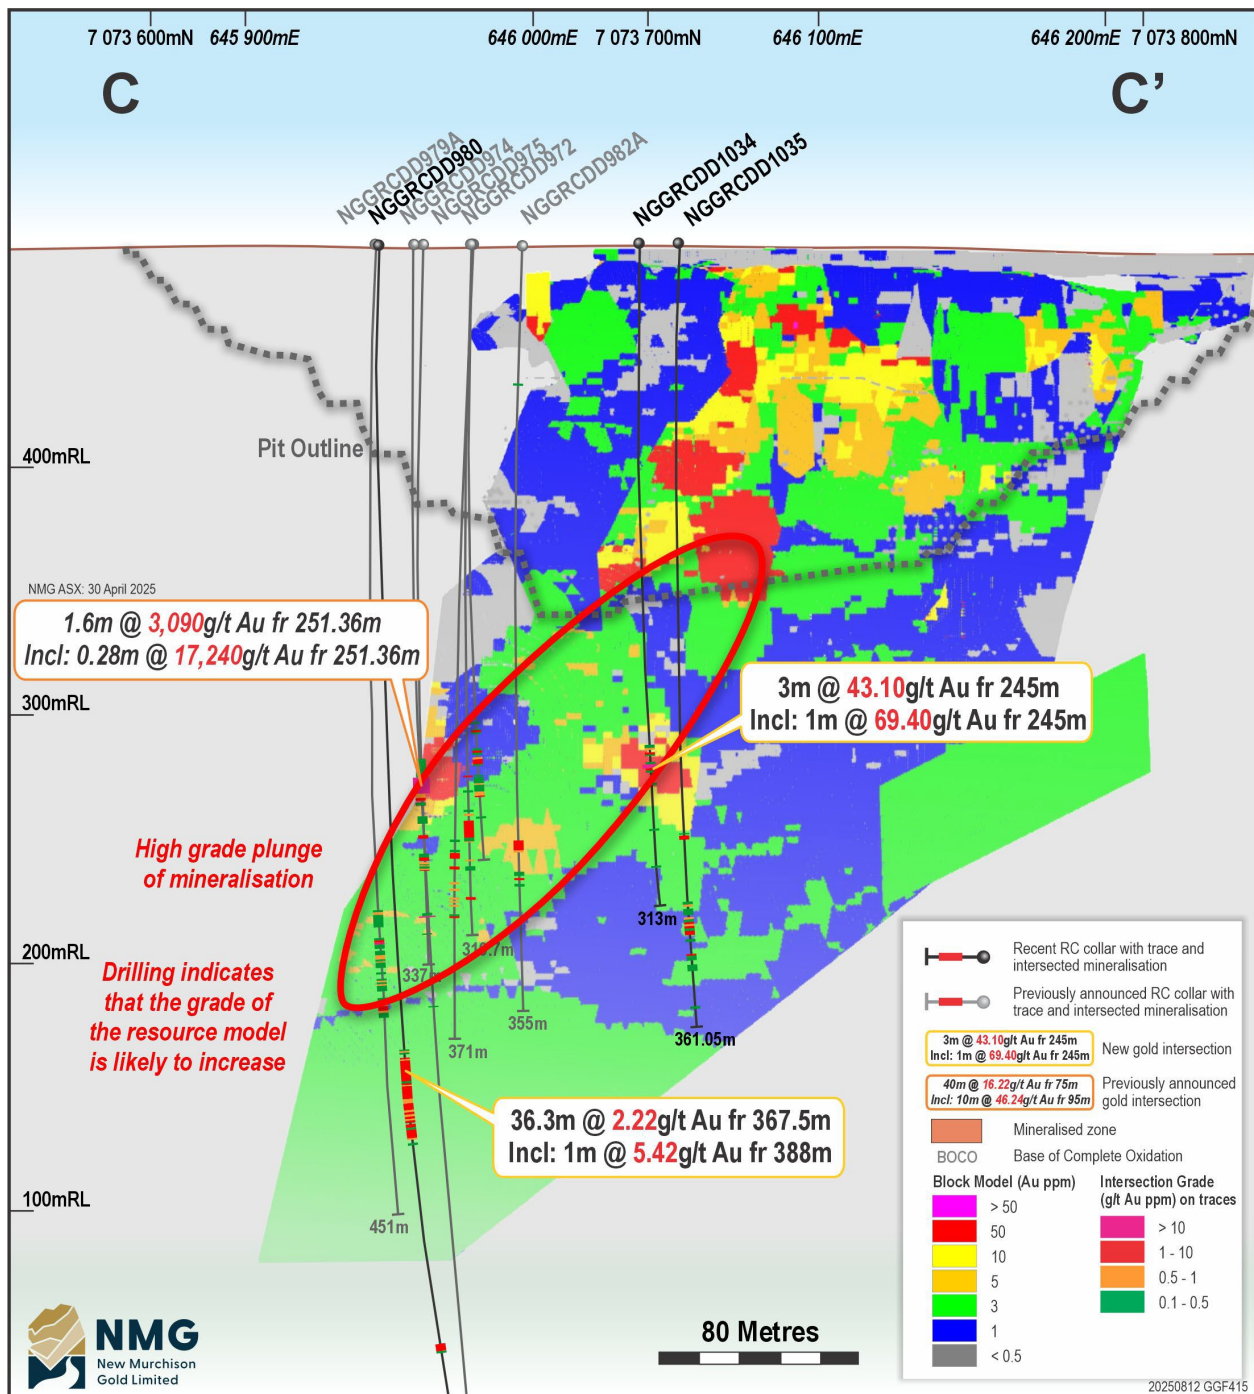 7 073 600mN 645 900mE 646 000mE 7 073 700mN 646 100mE 646 200mE 7 073 800mN
C C’
NGGRCDD979A
NGGRCDD980
NGGRCDD974
NGGRCDD975
NGGRCDD972
NGGRCDD982A
NGGRCDD1034
NGGRCDD1035
400mRL
Pit Outline
NMG ASX: 30 April 2025
1.6m @ 3,090g/t Au fr 251.36m
Incl: 0.28m @ 17,240g/t Au fr 251.36m
3m @ 43.10g/t Au fr 245m
Incl: 1m @ 69.40g/t Au fr 245m
300mRL
High grade plunge
of mineralisation
313m
337m
200mRL
Drilling indicates
that the grade of
the resource model
is likely to increase
355m
361.05m
371m
36.3m @ 2.22g/t Au fr 367.5m
Incl: 1m @ 5.42g/t Au fr 388m
100mRL
451m
Recent RC collar with trace and
intersected mineralisation
Previously announced RC collar with
trace and intersected mineralisation
3m @ 43.10g/t Au fr 245m
Incl: 1m @ 69.40g/t Au fr 245m
New gold intersection
40m @ 16.22g/t Au fr 75m
Incl: 10m @ 46.24g/t Au fr 95m
Previously announced
gold intersection
Mineralised zone
BOCO Base of Complete Oxidation
Block Model (Au ppm)
> 50
50
10
5
3
1
< 0.5
Intersection Grade
(g/t Au ppm) on traces
> 10
1 - 10
0.5 - 1
0.1 - 0.5
NMG
New Murchison
Gold Limited
80 Metres
20250812 GGF415